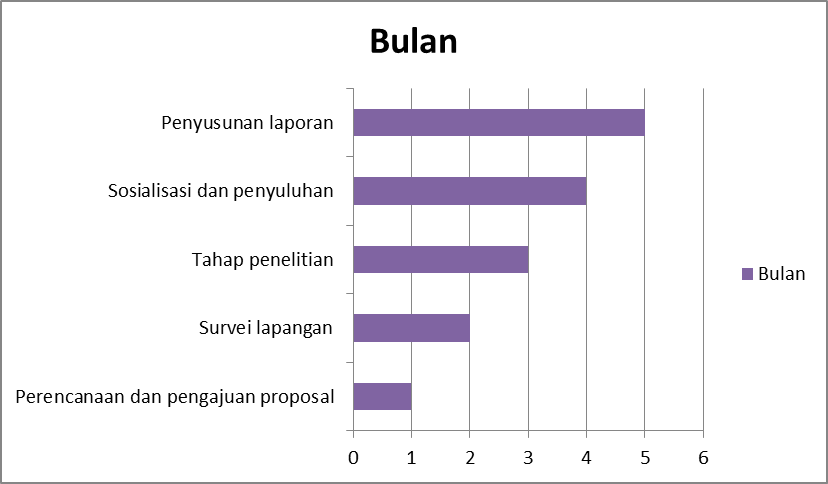 Bulan
Penyusunan laporan
Sosialisasi dan penyuluhan
Tahap penelitian
Survei lapangan
Perencanaan dan pengajuan proposal
0 1 2 3 4 5 6
Bulan